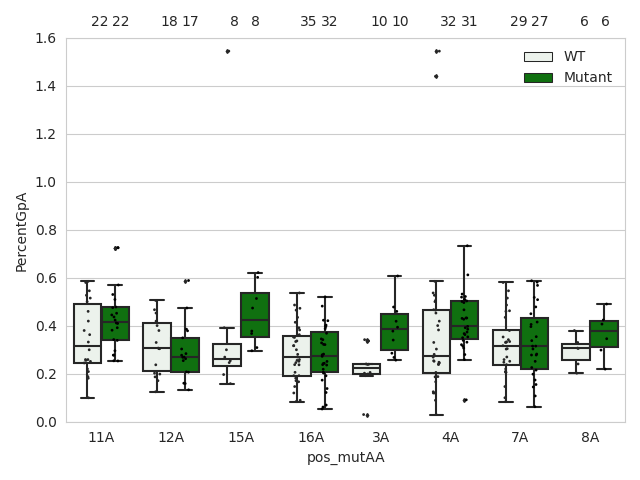 22 22 18 17 8 8 35 32 10 10 32 31 29 27 6 6
1.6
1.4
1.2
1.0
0.8
0.6
0.4
0.2
0.0
PercentGpA
WT
Mutant
11A 12A 15A 16A 3A 4A 7A 8A
pos_mutAA